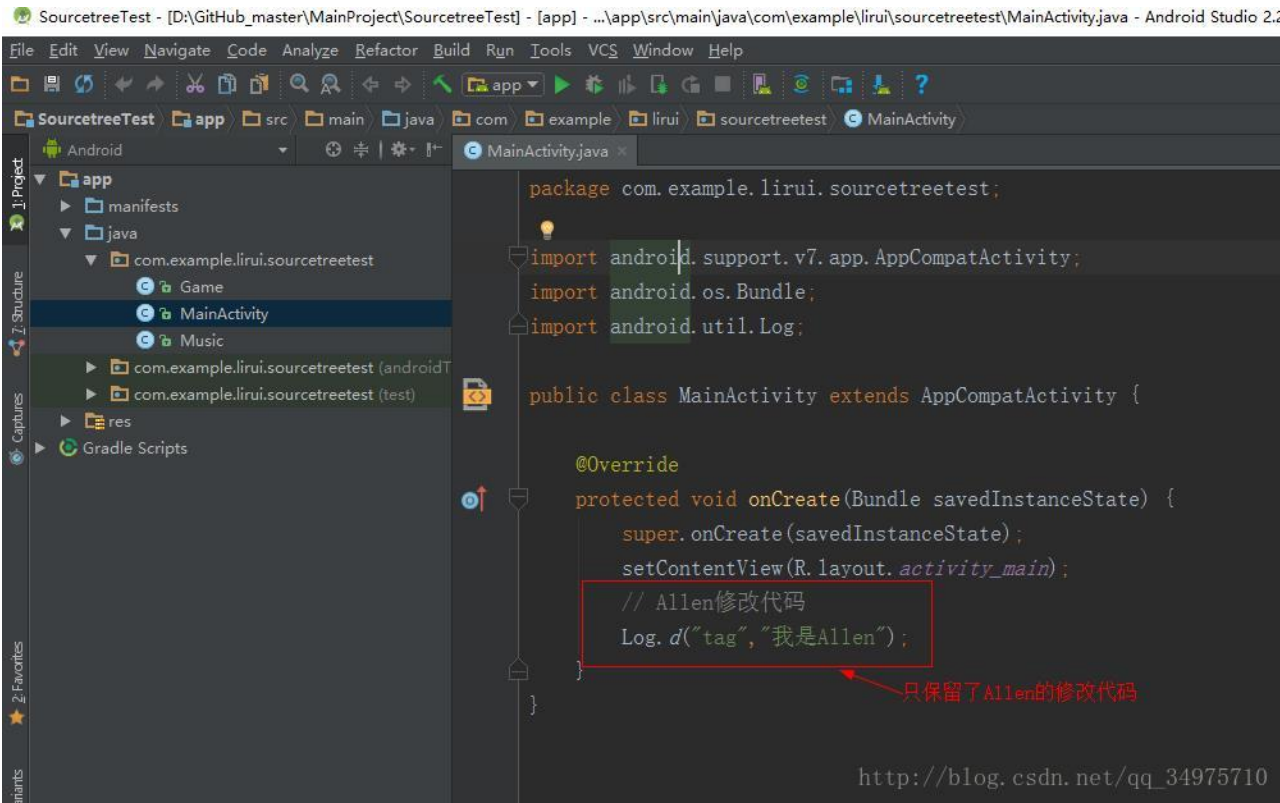 SourcetreeTest - [D:\GitHub_master\MainProject\SourcetreeTest] - [app] - ...\app\src\main\java\com\example\lirui\sourcetreetest\MainActivity.java - Android Studio 2.2
File Edit View Navigate Code Analyze Refactor Build Run Tools VCS Window Help
app
SourcetreeTest app src main java com example lirui sourcetreetest MainActivity
Android
MainActivity.java
1: Project
7: Structure
Captures
2: Favorites
app
manifests
java
com.example.lirui.sourcetreetest
Game
MainActivity
Music
com.example.lirui.sourcetreetest (androidT
com.example.lirui.sourcetreetest (test)
res
Gradle Scripts
package com.example.lirui.sourcetreetest;
import android.support.v7.app.AppCompatActivity;
import android.os.Bundle;
import android.util.Log;
public class MainActivity extends AppCompatActivity {
@Override
protected void onCreate(Bundle savedInstanceState) {
super.onCreate(savedInstanceState);
setContentView(R.layout.activity_main);
// Allen修改代码
Log.d("tag","我是Allen");
}
只保留了Allen的修改代码
}
http://blog.csdn.net/qq_34975710